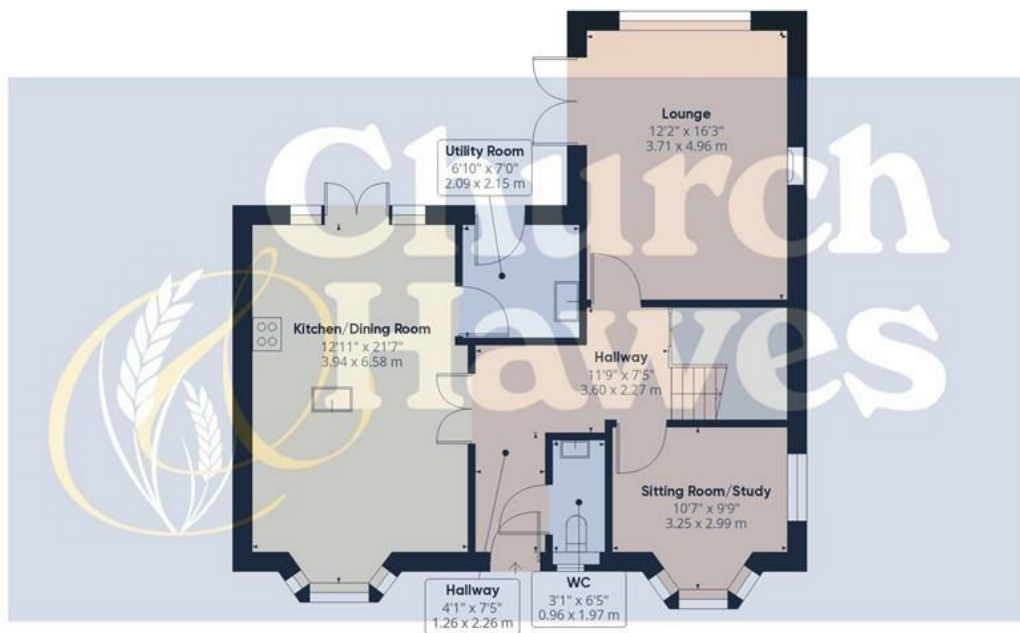 Church
& Hawes
Lounge
12'2" x 16'3"
3.71 x 4.96 m
Utility Room
6'10" x 7'0"
2.09 x 2.15 m
Kitchen/Dining Room
12'11" x 21'7"
3.94 x 6.58 m
Hallway
11'9" x 7'5"
3.60 x 2.27 m
Sitting Room/Study
10'7" x 9'9"
3.25 x 2.99 m
Hallway
4'1" x 7'5"
1.26 x 2.26 m
WC
3'1" x 6'5"
0.96 x 1.97 m